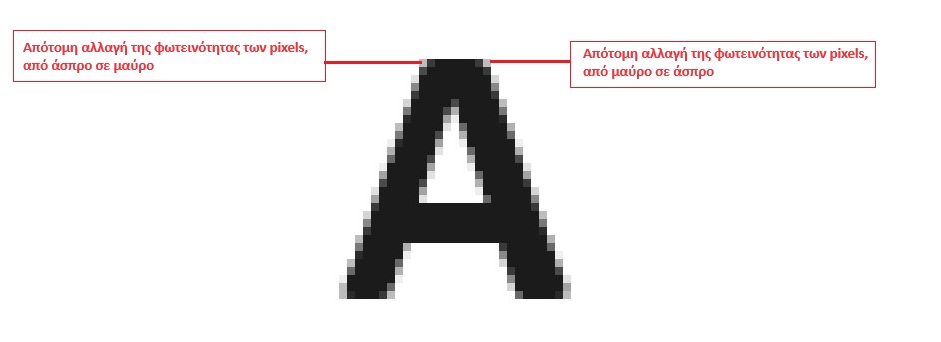 Απότομη αλλαγή της φωτεινότητας των pixels,
από άσπρο σε μαύρο
Απότομη αλλαγή της φωτεινότητας των pixels,
από μαύρο σε άσπρο
A